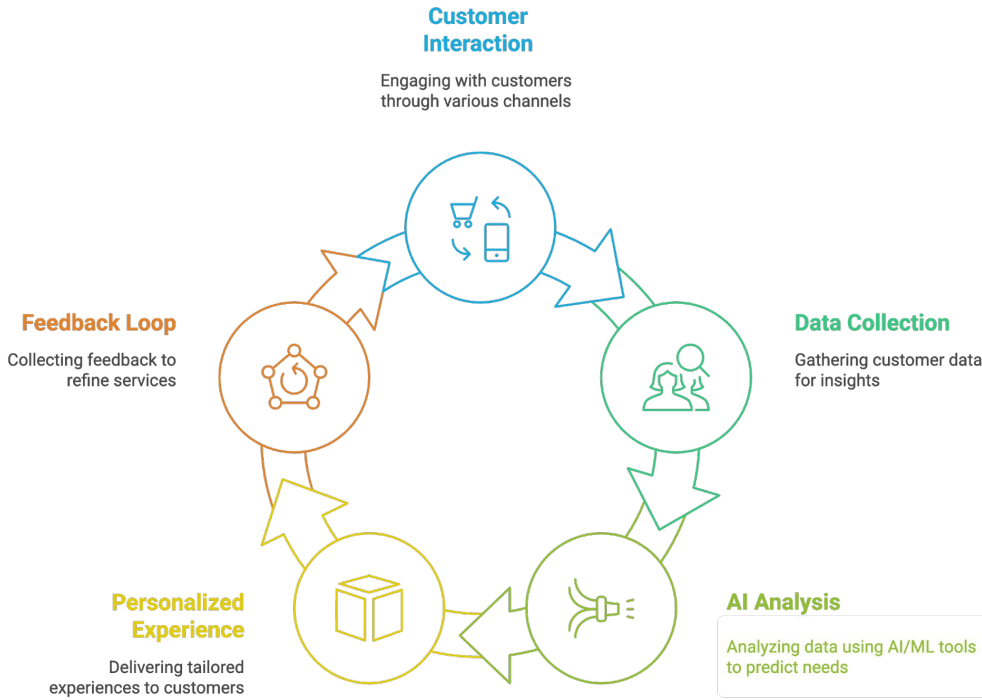 Customer
Interaction
Engaging with customers
through various channels
Feedback Loop
Collecting feedback to
refine services
Data Collection
Gathering customer data
for insights
Personalized
Experience
Delivering tailored
experiences to customers
AI Analysis
Analyzing data using AI/ML tools
to predict needs